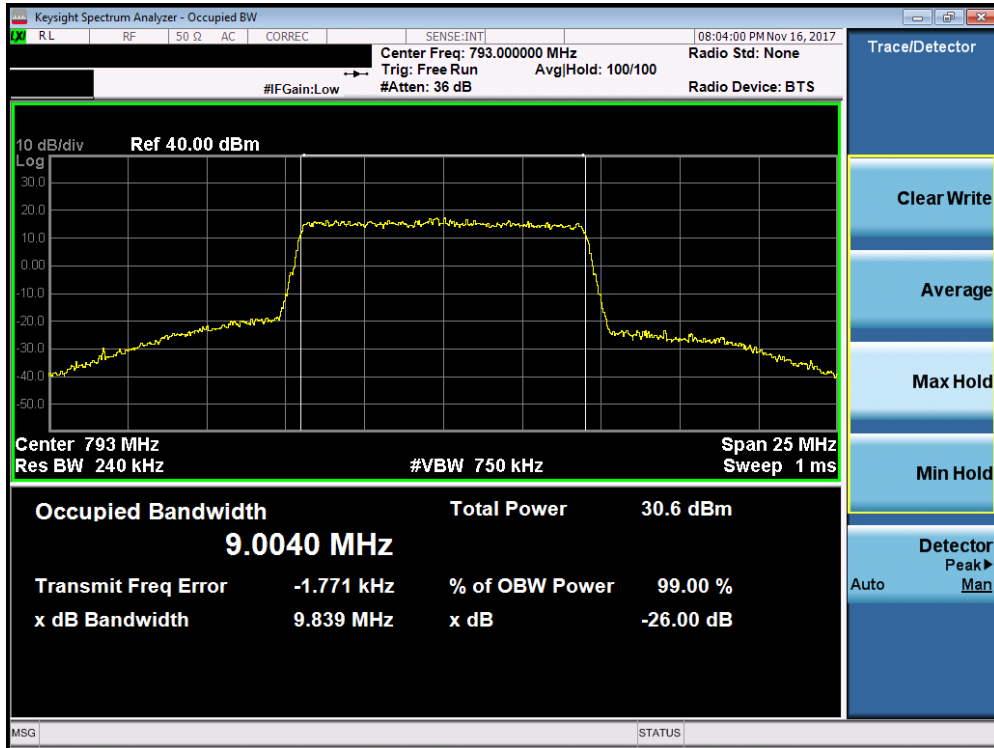 Keysight Spectrum Analyzer - Occupied BW
LXI RL RF 50 Ω AC CORREC SENSE:INT 08:04:00 PM Nov 16, 2017
Center Freq: 793.000000 MHz Radio Std: None
Trig: Free Run Avg|Hold: 100/100
#IFGain:Low #Atten: 36 dB Radio Device: BTS
10 dB/div Ref 40.00 dBm
Log
30.0
20.0
10.0
0.00
-10.0
-20.0
-30.0
-40.0
-50.0
Center 793 MHz Span 25 MHz
Res BW 240 kHz #VBW 750 kHz Sweep 1 ms
Occupied Bandwidth Total Power 30.6 dBm
9.0040 MHz
Transmit Freq Error -1.771 kHz % of OBW Power 99.00 %
x dB Bandwidth 9.839 MHz x dB -26.00 dB
Trace/Detector
Clear Write
Average
Max Hold
Min Hold
Detector
Peak▶
Auto Man
MSG STATUS